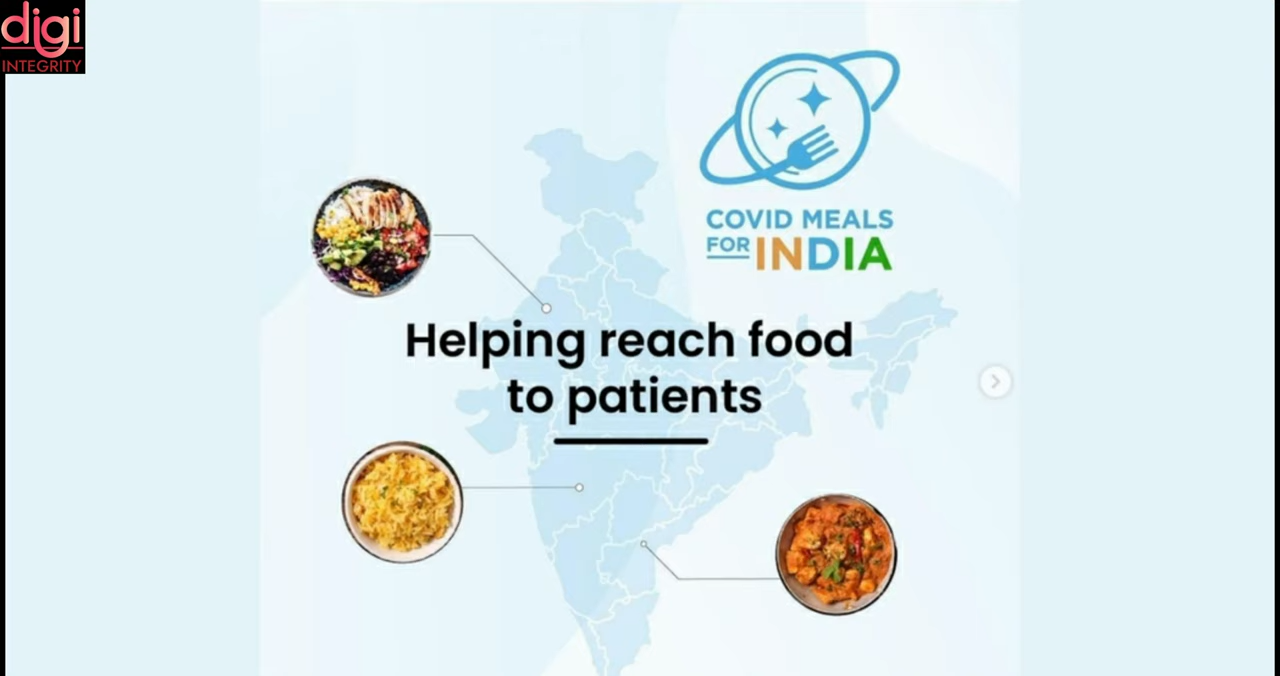 digi
INTEGRITY
COVID MEALS
FOR INDIA
Helping reach food
to patients